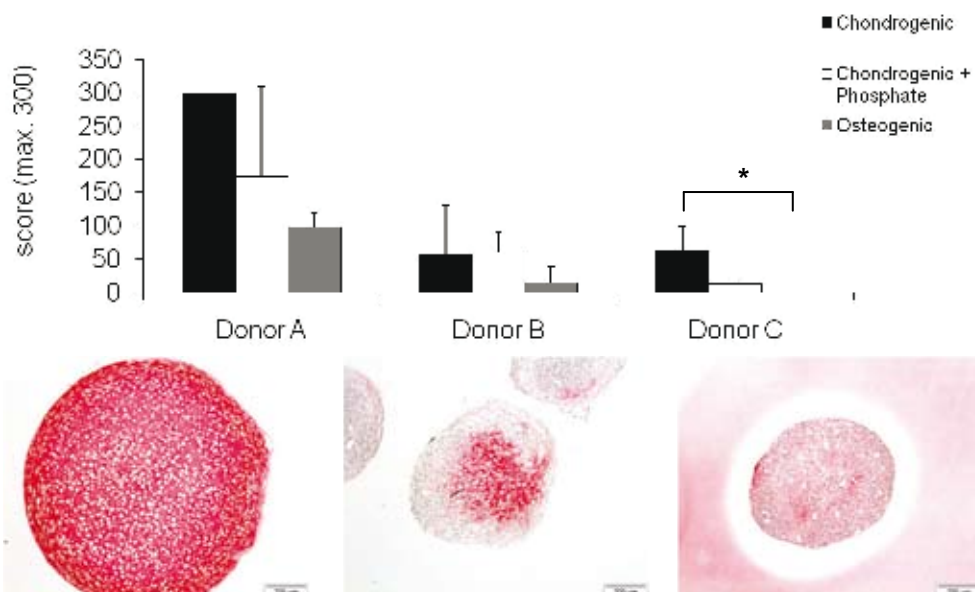 Chondrogenic
Chondrogenic +
Phosphate
Osteogenic
score (max. 300)
350
300
250
200
150
100
50
0
*
Donor A
Donor B
Donor C